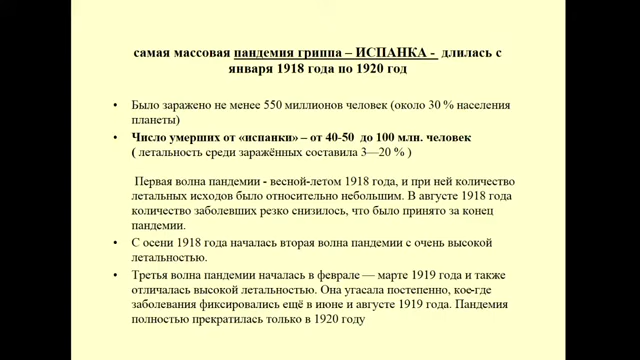 самая массовая пандемия гриппа – ИСПАНКА - длилась с
января 1918 года по 1920 год
• Было заражено не менее 550 миллионов человек (около 30 % населения
планеты)
• Число умерших от «испанки» – от 40-50 до 100 млн. человек
( летальность среди заражённых составила 3—20 % )
Первая волна пандемии - весной-летом 1918 года, и при ней количество
летальных исходов было относительно небольшим. В августе 1918 года
количество заболевших резко снизилось, что было принято за конец
пандемии.
• С осени 1918 года началась вторая волна пандемии с очень высокой
летальностью.
• Третья волна пандемии началась в феврале — марте 1919 года и также
отличалась высокой летальностью. Она угасала постепенно, кое-где
заболевания фиксировались ещё в июне и августе 1919 года. Пандемия
полностью прекратилась только в 1920 году